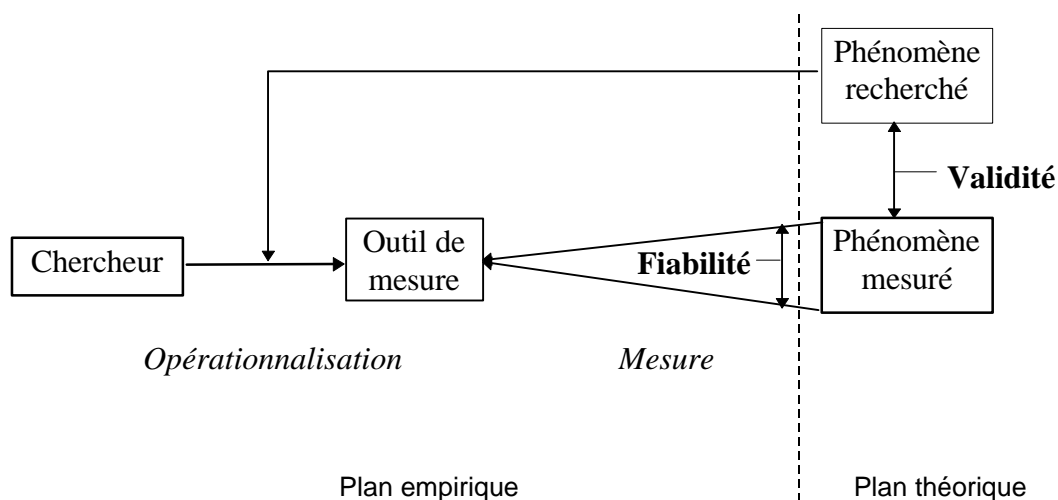 Phénomène
recherché
Validité
Chercheur
Outil de
mesure
Fiabilité
Phénomène
mesuré
Opérationnalisation
Mesure
Plan empirique
Plan théorique